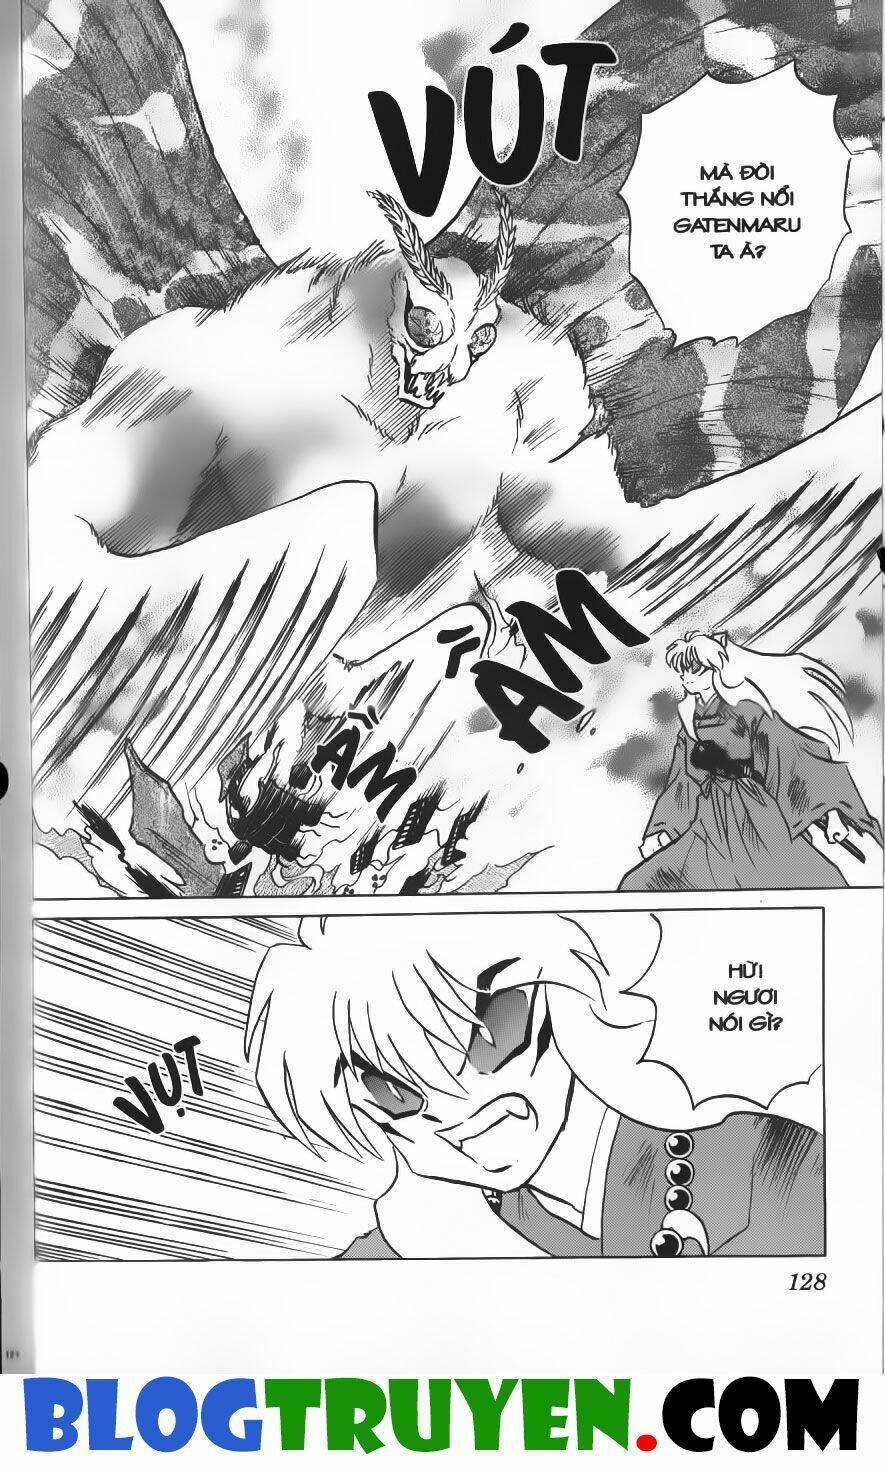 VÚT
MÀ ĐÒI
THẮNG NỔI
GATENMARU
TA À?
ẦM
ẦM
HỪ!
NGƯƠI
NÓI GÌ?
VỤT
128
BLOGTRUYEN.COM